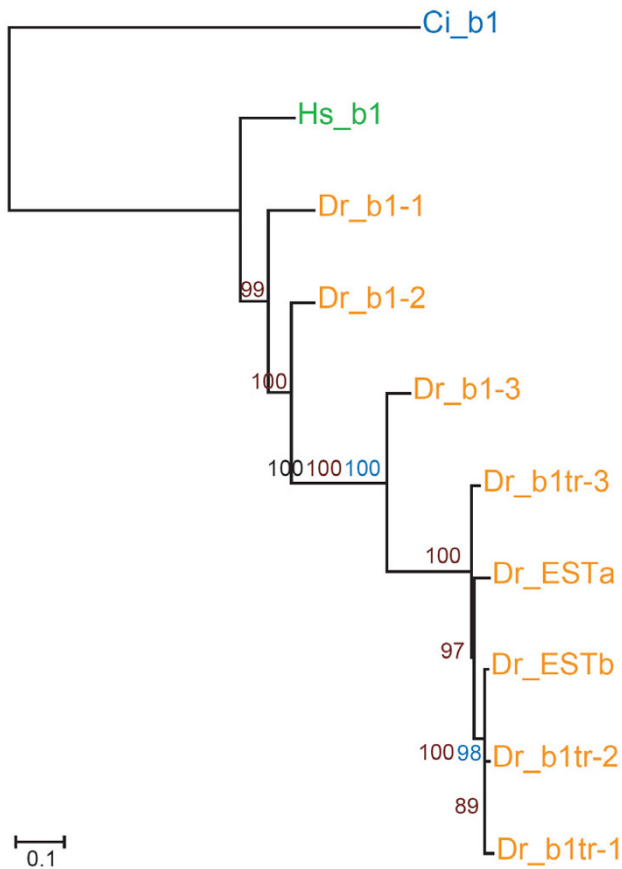 Ci_b1
Hs_b1
Dr_b1-1
99
Dr_b1-2
100
Dr_b1-3
100 100 100
Dr_b1tr-3
100
Dr_ESTa
97
Dr_ESTb
100 98 Dr_b1tr-2
89
Dr_b1tr-1
0.1